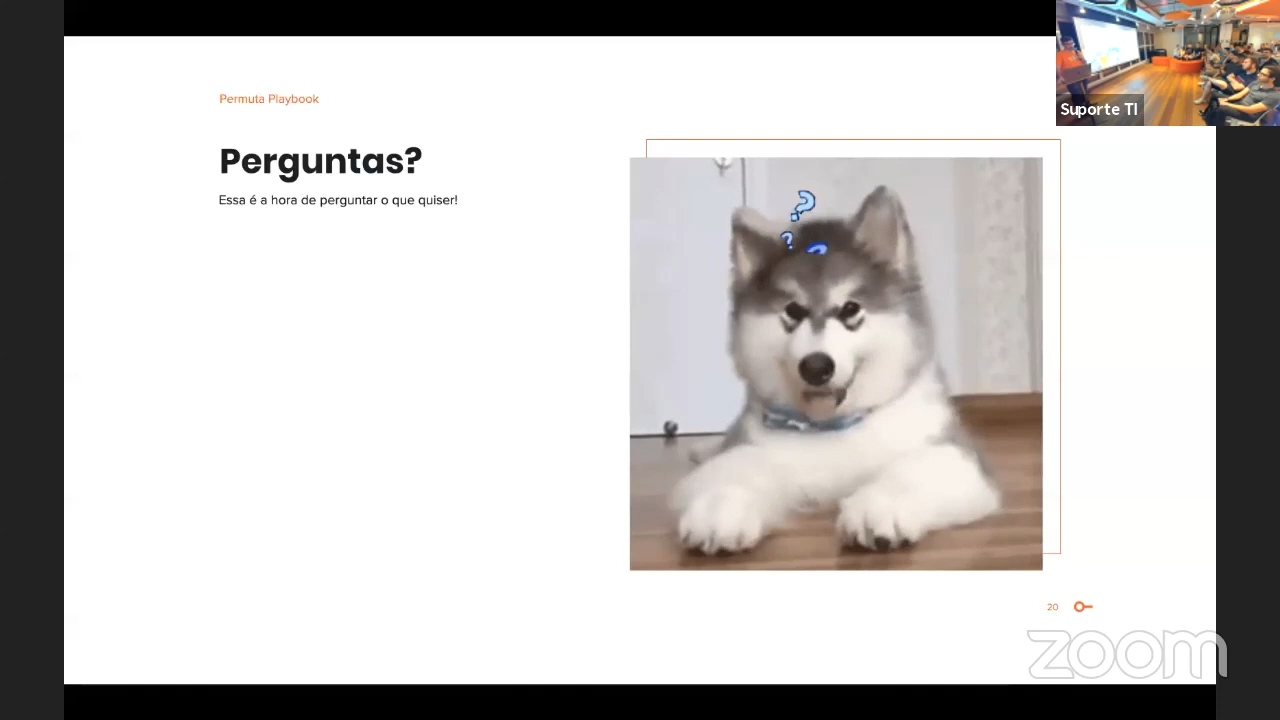 Permuta Playbook
Perguntas?
Essa é a hora de perguntar o que quiser!
? ?
20
Suporte TI
zoom